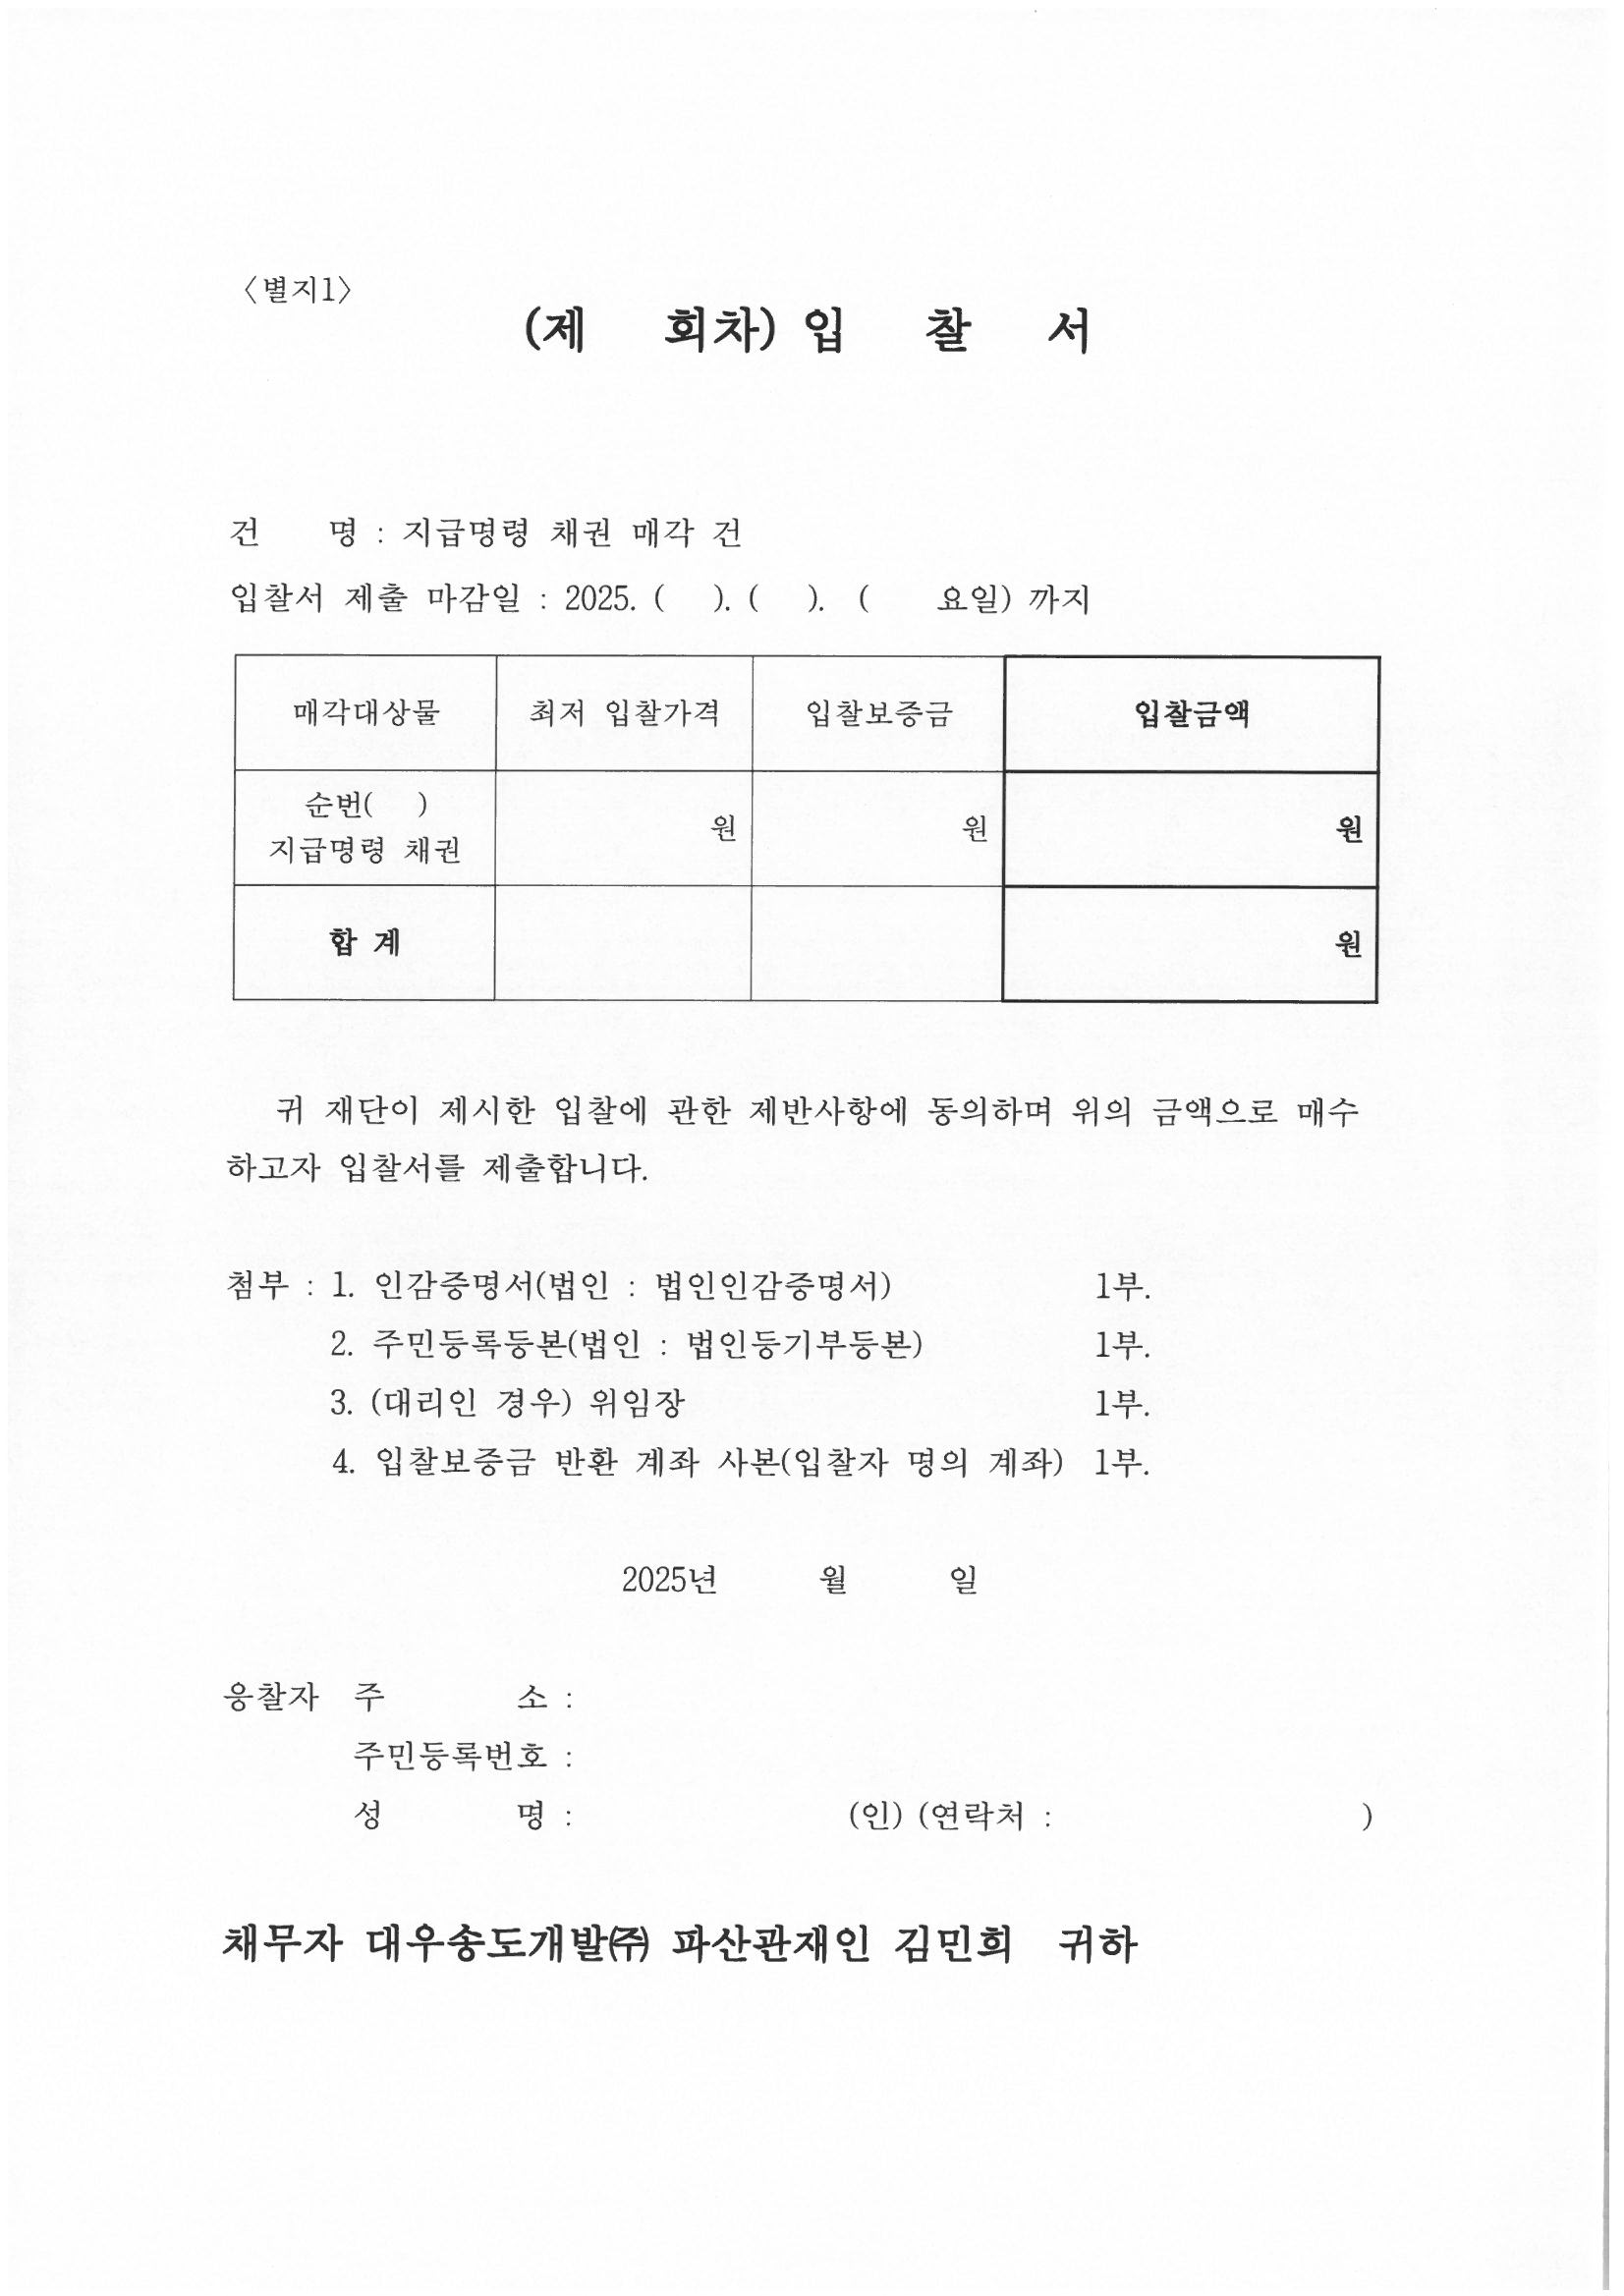 〈별지1〉
(제 회차) 입 찰 서
건 명 : 지급명령 채권 매각 건
입찰서 제출 마감일 : 2025. ( ). ( ). ( 요일) 까지
매각대상물 최저 입찰가격 입찰보증금 입찰금액
순번( )
지급명령 채권 원 원 원
합 계 원
귀 재단이 제시한 입찰에 관한 제반사항에 동의하며 위의 금액으로 매수
하고자 입찰서를 제출합니다.
첨부 : 1. 인감증명서(법인 : 법인인감증명서) 1부.
2. 주민등록등본(법인 : 법인등기부등본) 1부.
3. (대리인 경우) 위임장 1부.
4. 입찰보증금 반환 계좌 사본(입찰자 명의 계좌) 1부.
2025년 월 일
응찰자 주 소 :
주민등록번호 :
성 명 : (인) (연락처 : )
채무자 대우송도개발㈜ 파산관재인 김민희 귀하